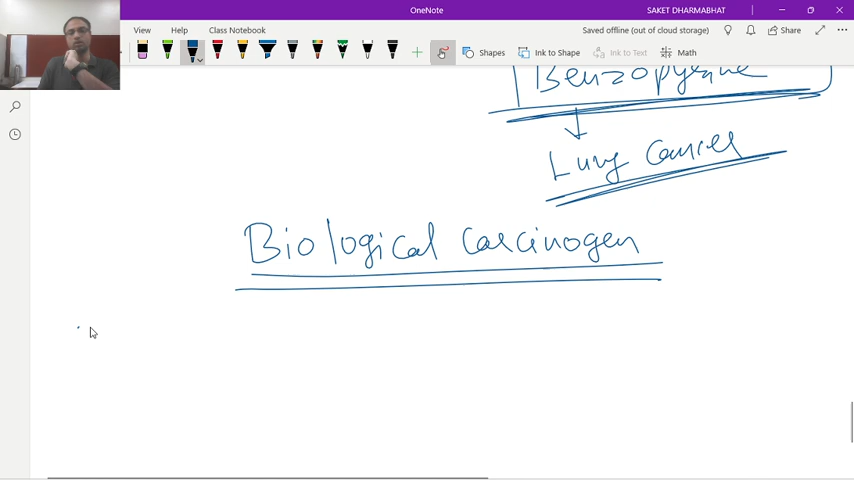 OneNote
SAKET DHARMABHAT
View Help Class Notebook
Saved offline (out of cloud storage)
Share
Shapes
Ink to Shape
Ink to Text
Math
Benzopyrine
Lung Cancer
Biological carcinogen